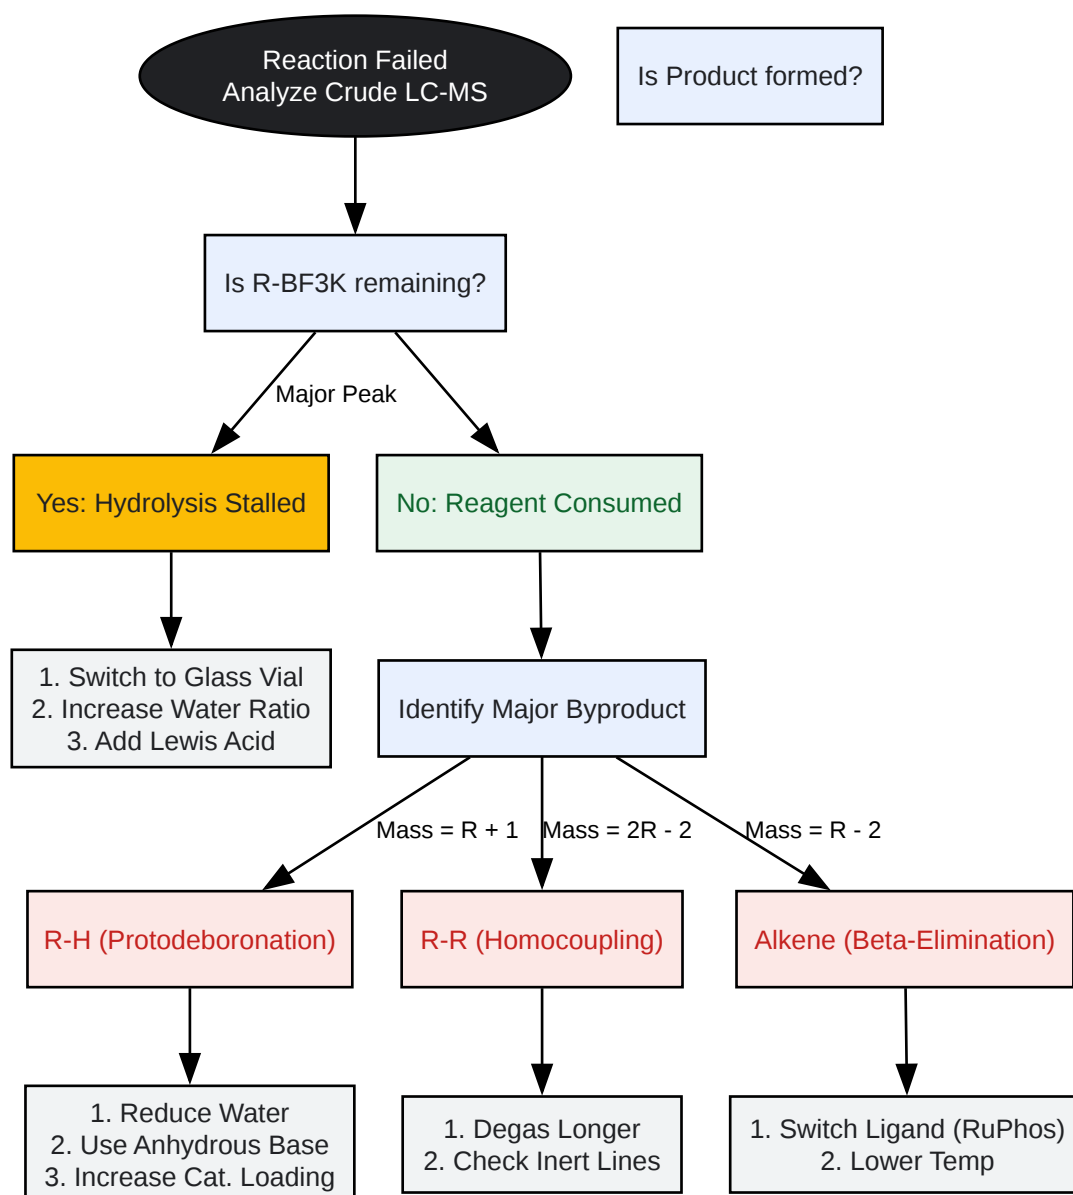 Reaction Failed
Analyze Crude LC-MS
Is Product formed?
Is R-BF3K remaining?
Major Peak
Yes: Hydrolysis Stalled
No: Reagent Consumed
1. Switch to Glass Vial
2. Increase Water Ratio
3. Add Lewis Acid
Identify Major Byproduct
Mass = R + 1
Mass = 2R - 2
Mass = R - 2
R-H (Protodeboronation)
R-R (Homocoupling)
Alkene (Beta-Elimination)
1. Reduce Water
2. Use Anhydrous Base
3. Increase Cat. Loading
1. Degas Longer
2. Check Inert Lines
1. Switch Ligand (RuPhos)
2. Lower Temp